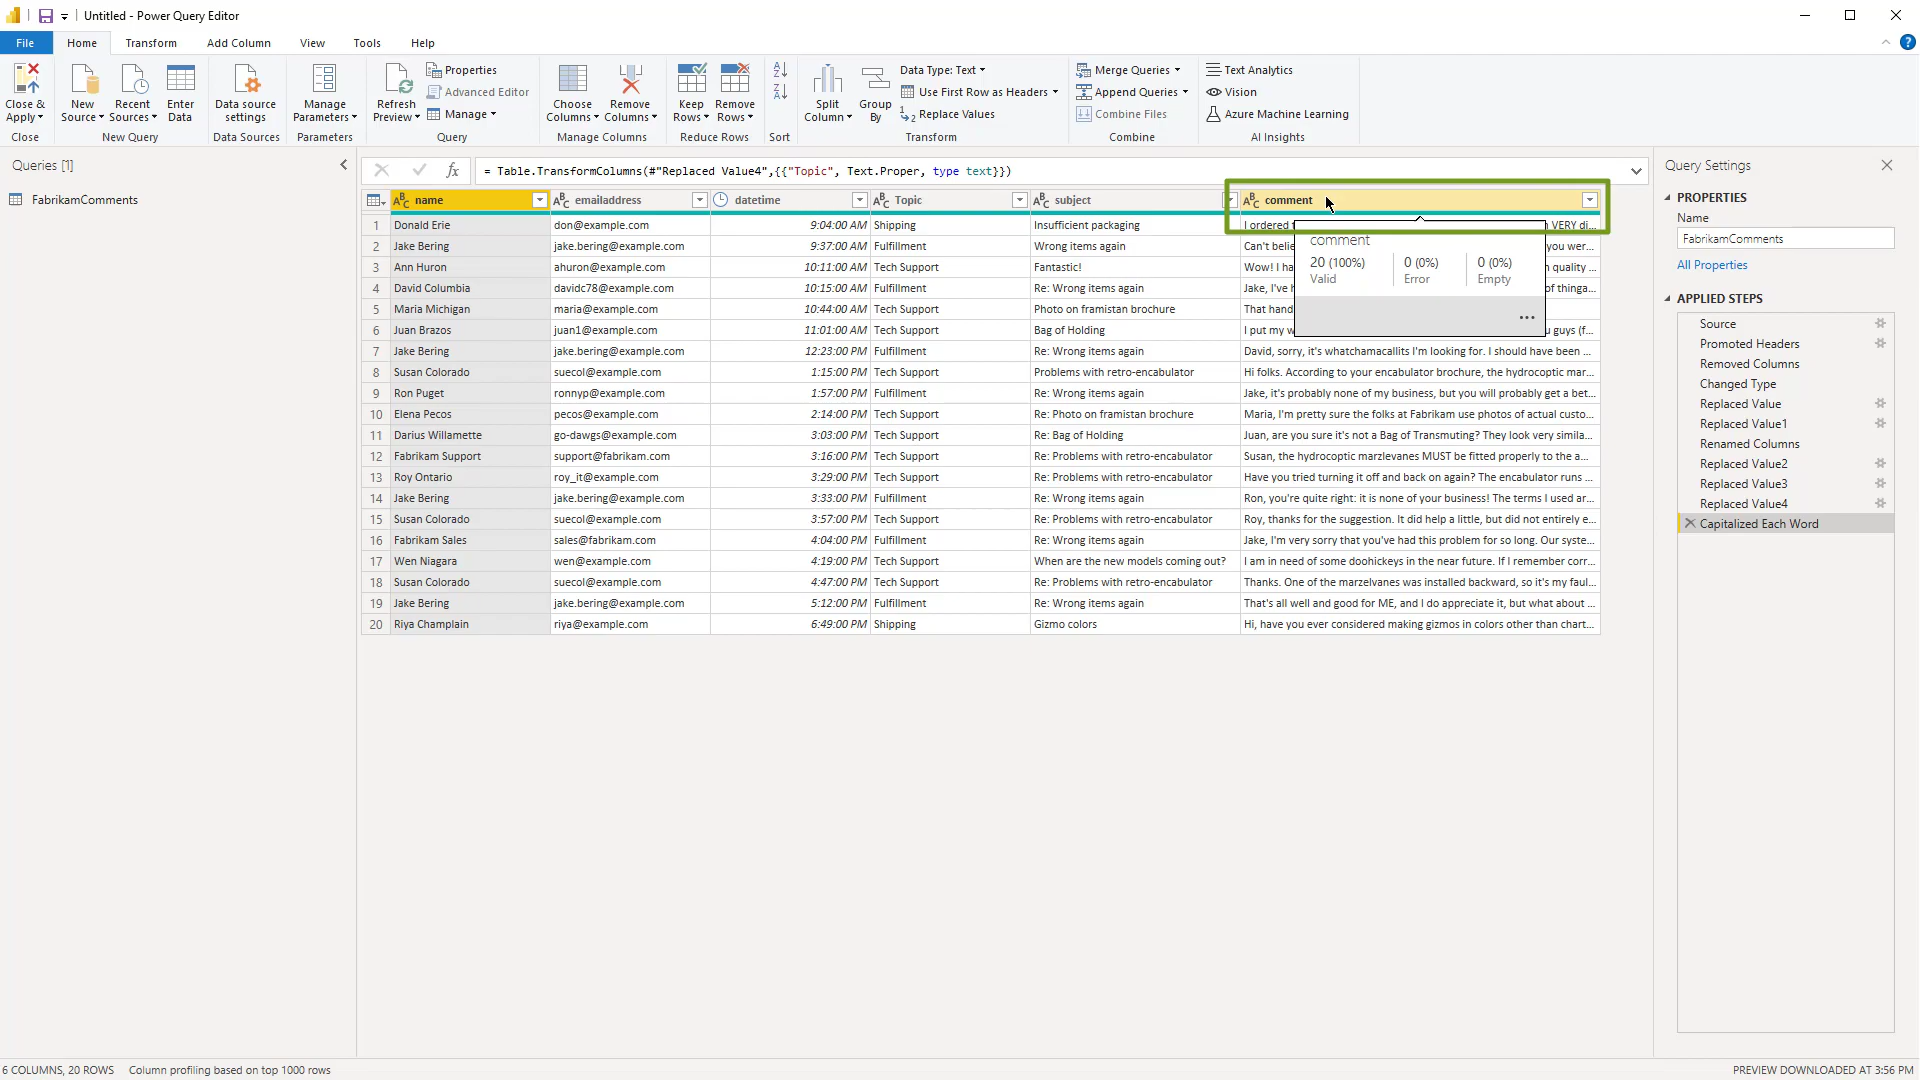 Untitled - Power Query Editor
File Home Transform Add Column View Tools Help
Close & Apply
New Source
Recent Sources
Enter Data
Data source settings
Manage Parameters
Refresh Preview
Properties
Advanced Editor
Manage
Choose Columns
Remove Columns
Keep Rows
Remove Rows
Split Column
Group By
Data Type: Text
Use First Row as Headers
Replace Values
Merge Queries
Append Queries
Combine Files
Text Analytics
Vision
Azure Machine Learning
Close New Query Data Sources Parameters Query Manage Columns Reduce Rows Sort Transform Combine AI Insights
Queries [1]
FabrikamComments
fx = Table.TransformColumns(#"Replaced Value4",{{"Topic", Text.Proper, type text}})
name emailaddress datetime Topic subject comment
1 Donald Erie don@example.com 9:04:00 AM Shipping Insufficient packaging I ordered VERY di...
2 Jake Bering jake.bering@example.com 9:37:00 AM Fulfillment Wrong items again Can't belie you wer...
3 Ann Huron ahuron@example.com 10:11:00 AM Tech Support Fantastic! Wow! I ha quality ...
4 David Columbia davidc78@example.com 10:15:00 AM Fulfillment Re: Wrong items again Jake, I've h of thinga...
5 Maria Michigan maria@example.com 10:44:00 AM Tech Support Photo on framistan brochure That hand
6 Juan Brazos juan1@example.com 11:01:00 AM Tech Support Bag of Holding I put my w u guys (f...
7 Jake Bering jake.bering@example.com 12:23:00 PM Fulfillment Re: Wrong items again David, sorry, it's whatchamacallits I'm looking for. I should have been ...
8 Susan Colorado suecol@example.com 1:15:00 PM Tech Support Problems with retro-encabulator Hi folks. According to your encabulator brochure, the hydrocoptic mar...
9 Ron Puget ronnyp@example.com 1:57:00 PM Fulfillment Re: Wrong items again Jake, it's probably none of my business, but you will probably get a bet...
10 Elena Pecos pecos@example.com 2:14:00 PM Tech Support Re: Photo on framistan brochure Maria, I'm pretty sure the folks at Fabrikam use photos of actual custo...
11 Darius Willamette go-dawgs@example.com 3:03:00 PM Tech Support Re: Bag of Holding Juan, are you sure it's not a Bag of Transmuting? They look very simila...
12 Fabrikam Support support@fabrikam.com 3:16:00 PM Tech Support Re: Problems with retro-encabulator Susan, the hydrocoptic marzlevanes MUST be fitted properly to the a...
13 Roy Ontario roy_it@example.com 3:29:00 PM Tech Support Re: Problems with retro-encabulator Have you tried turning it off and back on again? The encabulator runs ...
14 Jake Bering jake.bering@example.com 3:33:00 PM Fulfillment Re: Wrong items again Ron, you're quite right: it is none of your business! The terms I used ar...
15 Susan Colorado suecol@example.com 3:57:00 PM Tech Support Re: Problems with retro-encabulator Roy, thanks for the suggestion. It did help a little, but did not entirely e...
16 Fabrikam Sales sales@fabrikam.com 4:04:00 PM Fulfillment Re: Wrong items again Jake, I'm very sorry that you've had this problem for so long. Our syste...
17 Wen Niagara wen@example.com 4:19:00 PM Tech Support When are the new models coming out? I am in need of some doohickeys in the near future. If I remember corr...
18 Susan Colorado suecol@example.com 4:47:00 PM Tech Support Re: Problems with retro-encabulator Thanks. One of the marzelvanes was installed backward, so it's my faul...
19 Jake Bering jake.bering@example.com 5:12:00 PM Fulfillment Re: Wrong items again That's all well and good for ME, and I do appreciate it, but what about ...
20 Riya Champlain riya@example.com 6:49:00 PM Shipping Gizmo colors Hi, have you ever considered making gizmos in colors other than chart...
comment
20 (100%) 0 (0%) 0 (0%)
Valid Error Empty
Query Settings
PROPERTIES
Name
FabrikamComments
All Properties
APPLIED STEPS
Source
Promoted Headers
Removed Columns
Changed Type
Replaced Value
Replaced Value1
Renamed Columns
Replaced Value2
Replaced Value3
Replaced Value4
Capitalized Each Word
6 COLUMNS, 20 ROWS Column profiling based on top 1000 rows PREVIEW DOWNLOADED AT 3:56 PM